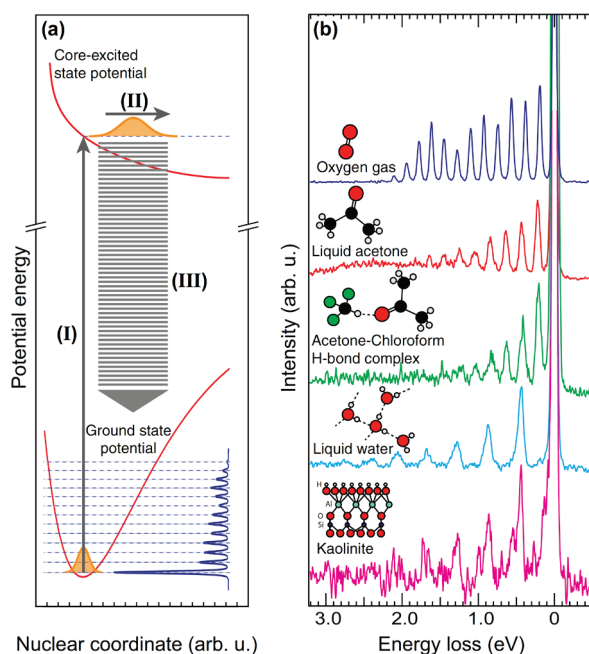 (a)
Core-excited
state potential
(II)
(III)
(I)
Potential energy
Ground state
potential
Nuclear coordinate (arb. u.)
(b)
Oxygen gas
Liquid acetone
Acetone-Chloroform
H-bond complex
Liquid water
H
Al
O
Si
Kaolinite
Intensity (arb. u.)
3.0 2.0 1.0 0
Energy loss (eV)